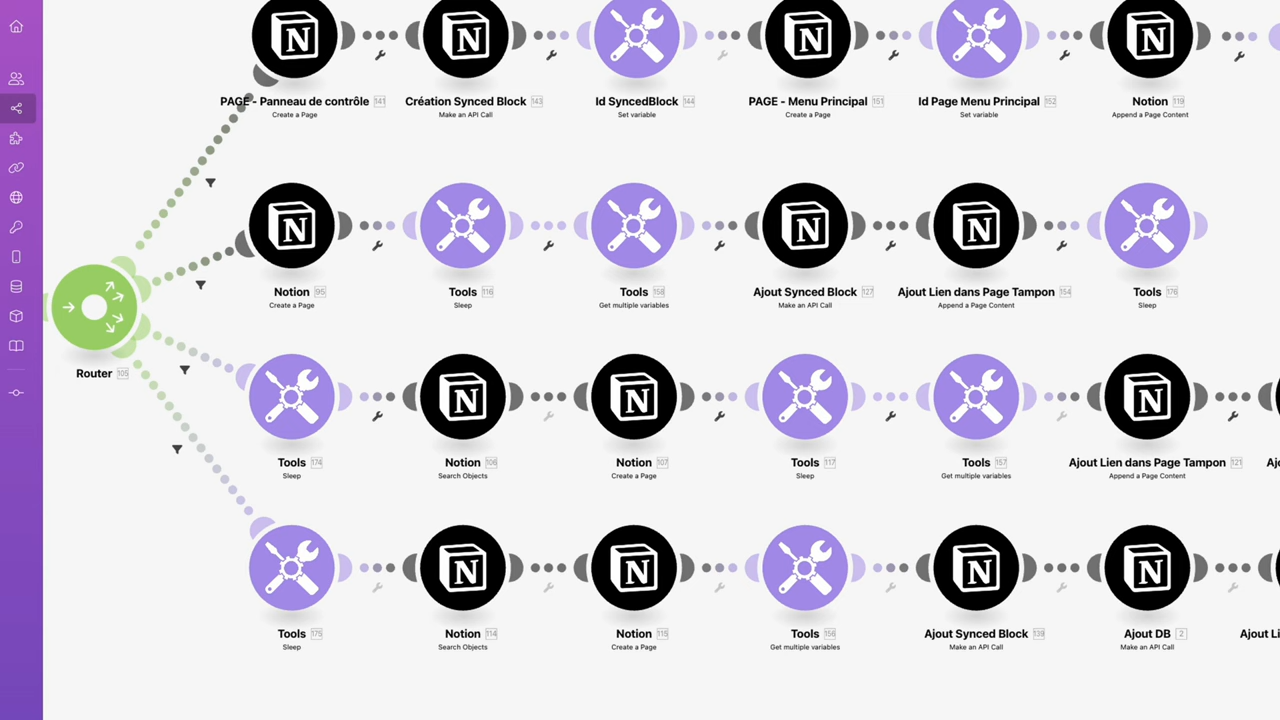 PAGE - Panneau de contrôle 141
Create a Page
Création Synced Block 143
Make an API Call
Id SyncedBlock 144
Set variable
PAGE - Menu Principal 151
Create a Page
Id Page Menu Principal 152
Set variable
Notion 119
Append a Page Content
Notion 95
Create a Page
Tools 116
Sleep
Tools 158
Get multiple variables
Ajout Synced Block 127
Make an API Call
Ajout Lien dans Page Tampon 154
Append a Page Content
Tools 176
Sleep
Router 105
Tools 174
Sleep
Notion 106
Search Objects
Notion 107
Create a Page
Tools 117
Sleep
Tools 157
Get multiple variables
Ajout Lien dans Page Tampon 121
Append a Page Content
Tools 175
Sleep
Notion 114
Search Objects
Notion 115
Create a Page
Tools 156
Get multiple variables
Ajout Synced Block 139
Make an API Call
Ajout DB 2
Make an API Call
Ajout Li